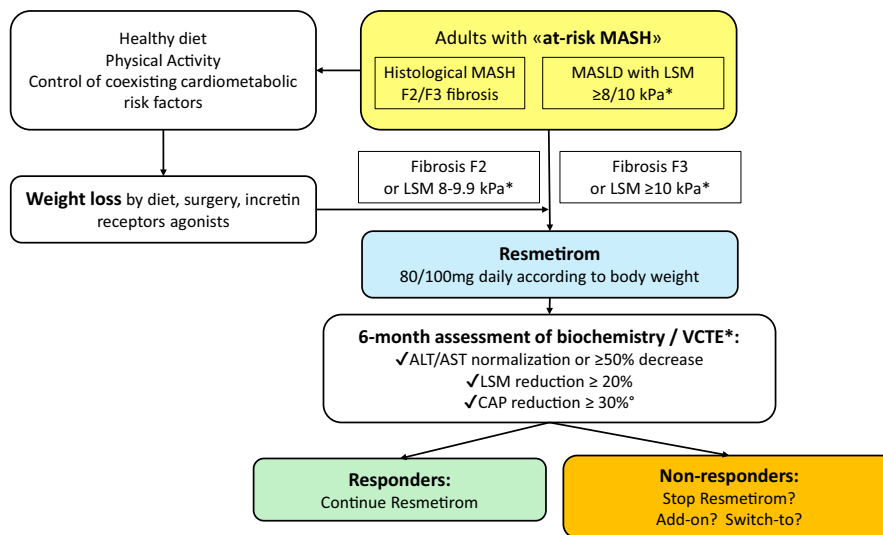 Healthy diet
Physical Activity
Control of coexisting cardiometabolic
risk factors
Adults with «at-risk MASH»
Histological MASH
F2/F3 fibrosis
MASLD with LSM
≥8/10 kPa*
Fibrosis F2
or LSM 8-9.9 kPa*
Fibrosis F3
or LSM ≥10 kPa*
Weight loss by diet, surgery, incretin
receptors agonists
Resmetirom
80/100mg daily according to body weight
6-month assessment of biochemistry / VCTE*:
✓ALT/AST normalization or ≥50% decrease
✓LSM reduction ≥ 20%
✓CAP reduction ≥ 30%°
Responders:
Continue Resmetirom
Non-responders:
Stop Resmetirom?
Add-on? Switch-to?